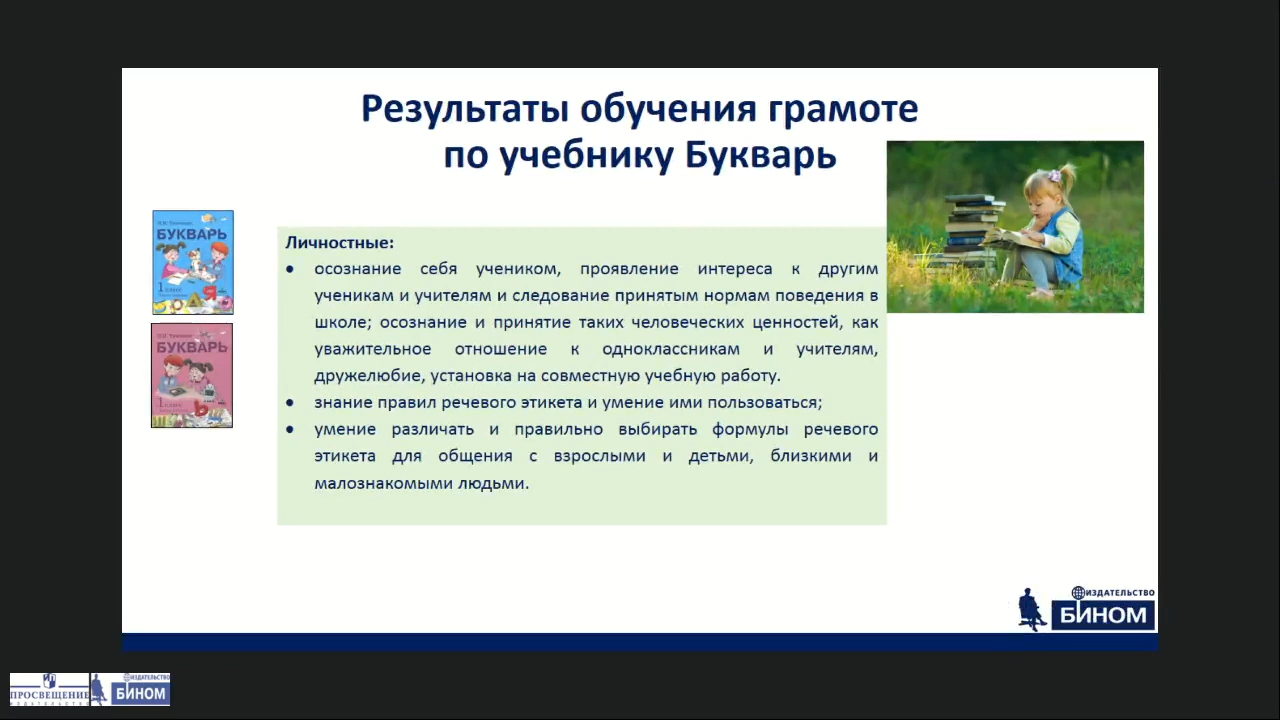 Результаты обучения грамоте
по учебнику Букварь
БУКВАРЬ
1 класс
БУКВАРЬ
1 класс
Личностные:
• осознание себя учеником, проявление интереса к другим
ученикам и учителям и следование принятым нормам поведения в
школе; осознание и принятие таких человеческих ценностей, как
уважительное отношение к одноклассникам и учителям,
дружелюбие, установка на совместную учебную работу.
• знание правил речевого этикета и умение ими пользоваться;
• умение различать и правильно выбирать формулы речевого
этикета для общения с взрослыми и детьми, близкими и
малознакомыми людьми.
ИЗДАТЕЛЬСТВО
БИНОМ
ПРОСВЕЩЕНИЕ
ИЗДАТЕЛЬСТВО
ИЗДАТЕЛЬСТВО
БИНОМ